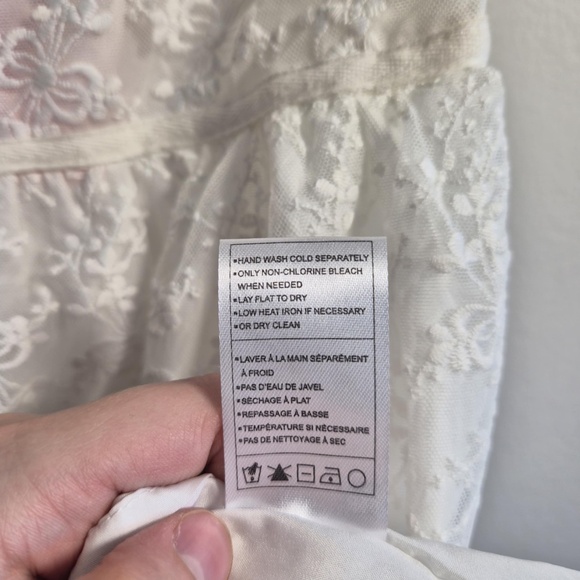 ▪HAND WASH COLD SEPARATELY
▪ONLY NON-CHLORINE BLEACH
WHEN NEEDED
▪LAY FLAT TO DRY
▪LOW HEAT IRON IF NECESSARY
▪OR DRY CLEAN
▪LAVER À LA MAIN SÉPARÉMENT
À FROID
▪PAS D'EAU DE JAVEL
▪SÉCHAGE À PLAT
▪REPASSAGE À BASSE
▪TEMPÉRATURE SI NÉCESSAIRE
▪PAS DE NETTOYAGE À SEC